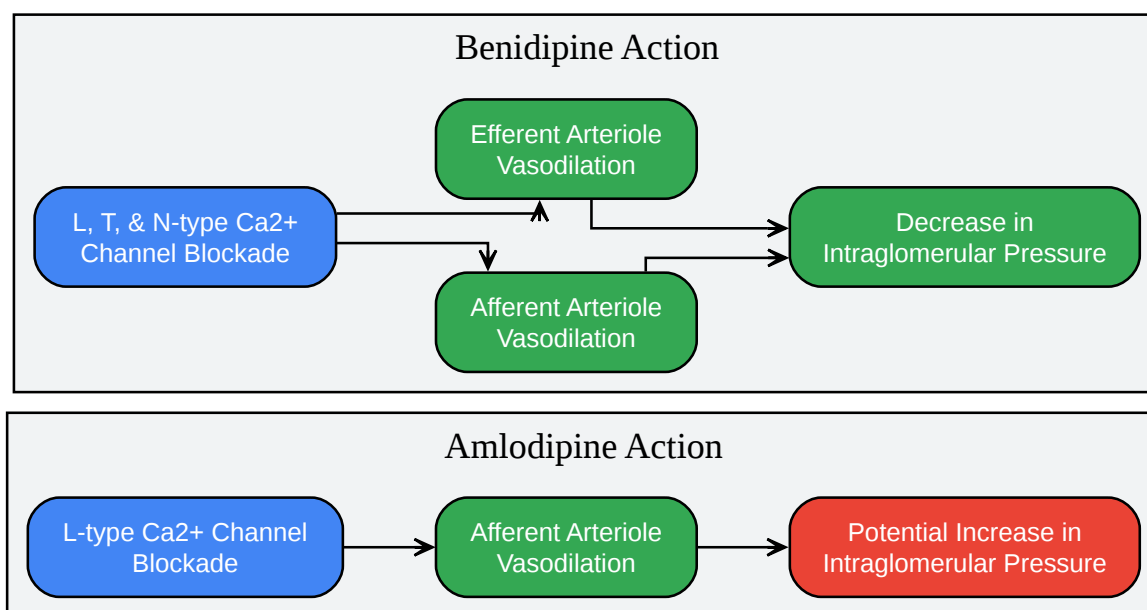 Benidipine Action
Efferent Arteriole
Vasodilation
L, T, & N-type Ca2+
Channel Blockade
Decrease in
Intraglomerular Pressure
Afferent Arteriole
Vasodilation
Amlodipine Action
L-type Ca2+ Channel
Blockade
Afferent Arteriole
Vasodilation
Potential Increase in
Intraglomerular Pressure